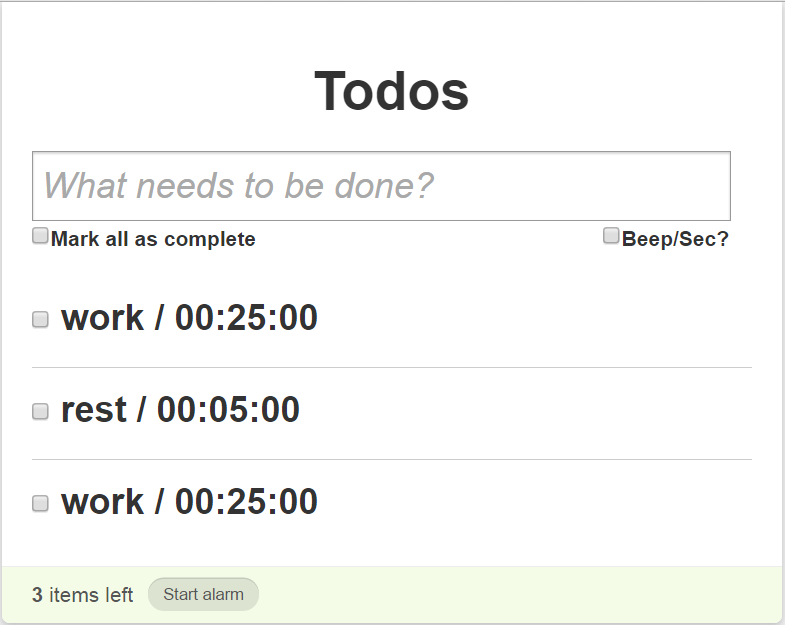 Todos
What needs to be done?
Mark all as complete Beep/Sec?
work / 00:25:00
rest / 00:05:00
work / 00:25:00
3 items left Start alarm